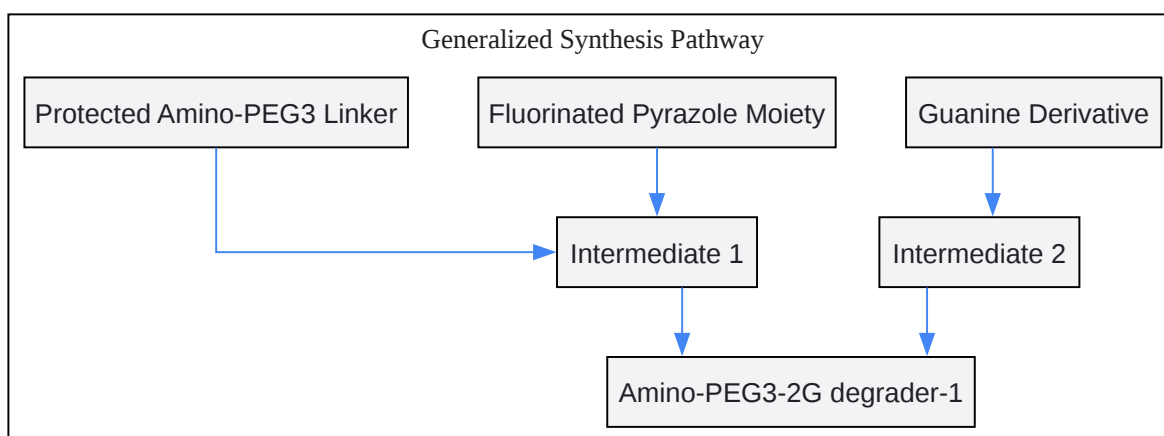 Generalized Synthesis Pathway
Protected Amino-PEG3 Linker
Fluorinated Pyrazole Moiety
Guanine Derivative
Intermediate 1
Intermediate 2
Amino-PEG3-2G degrader-1